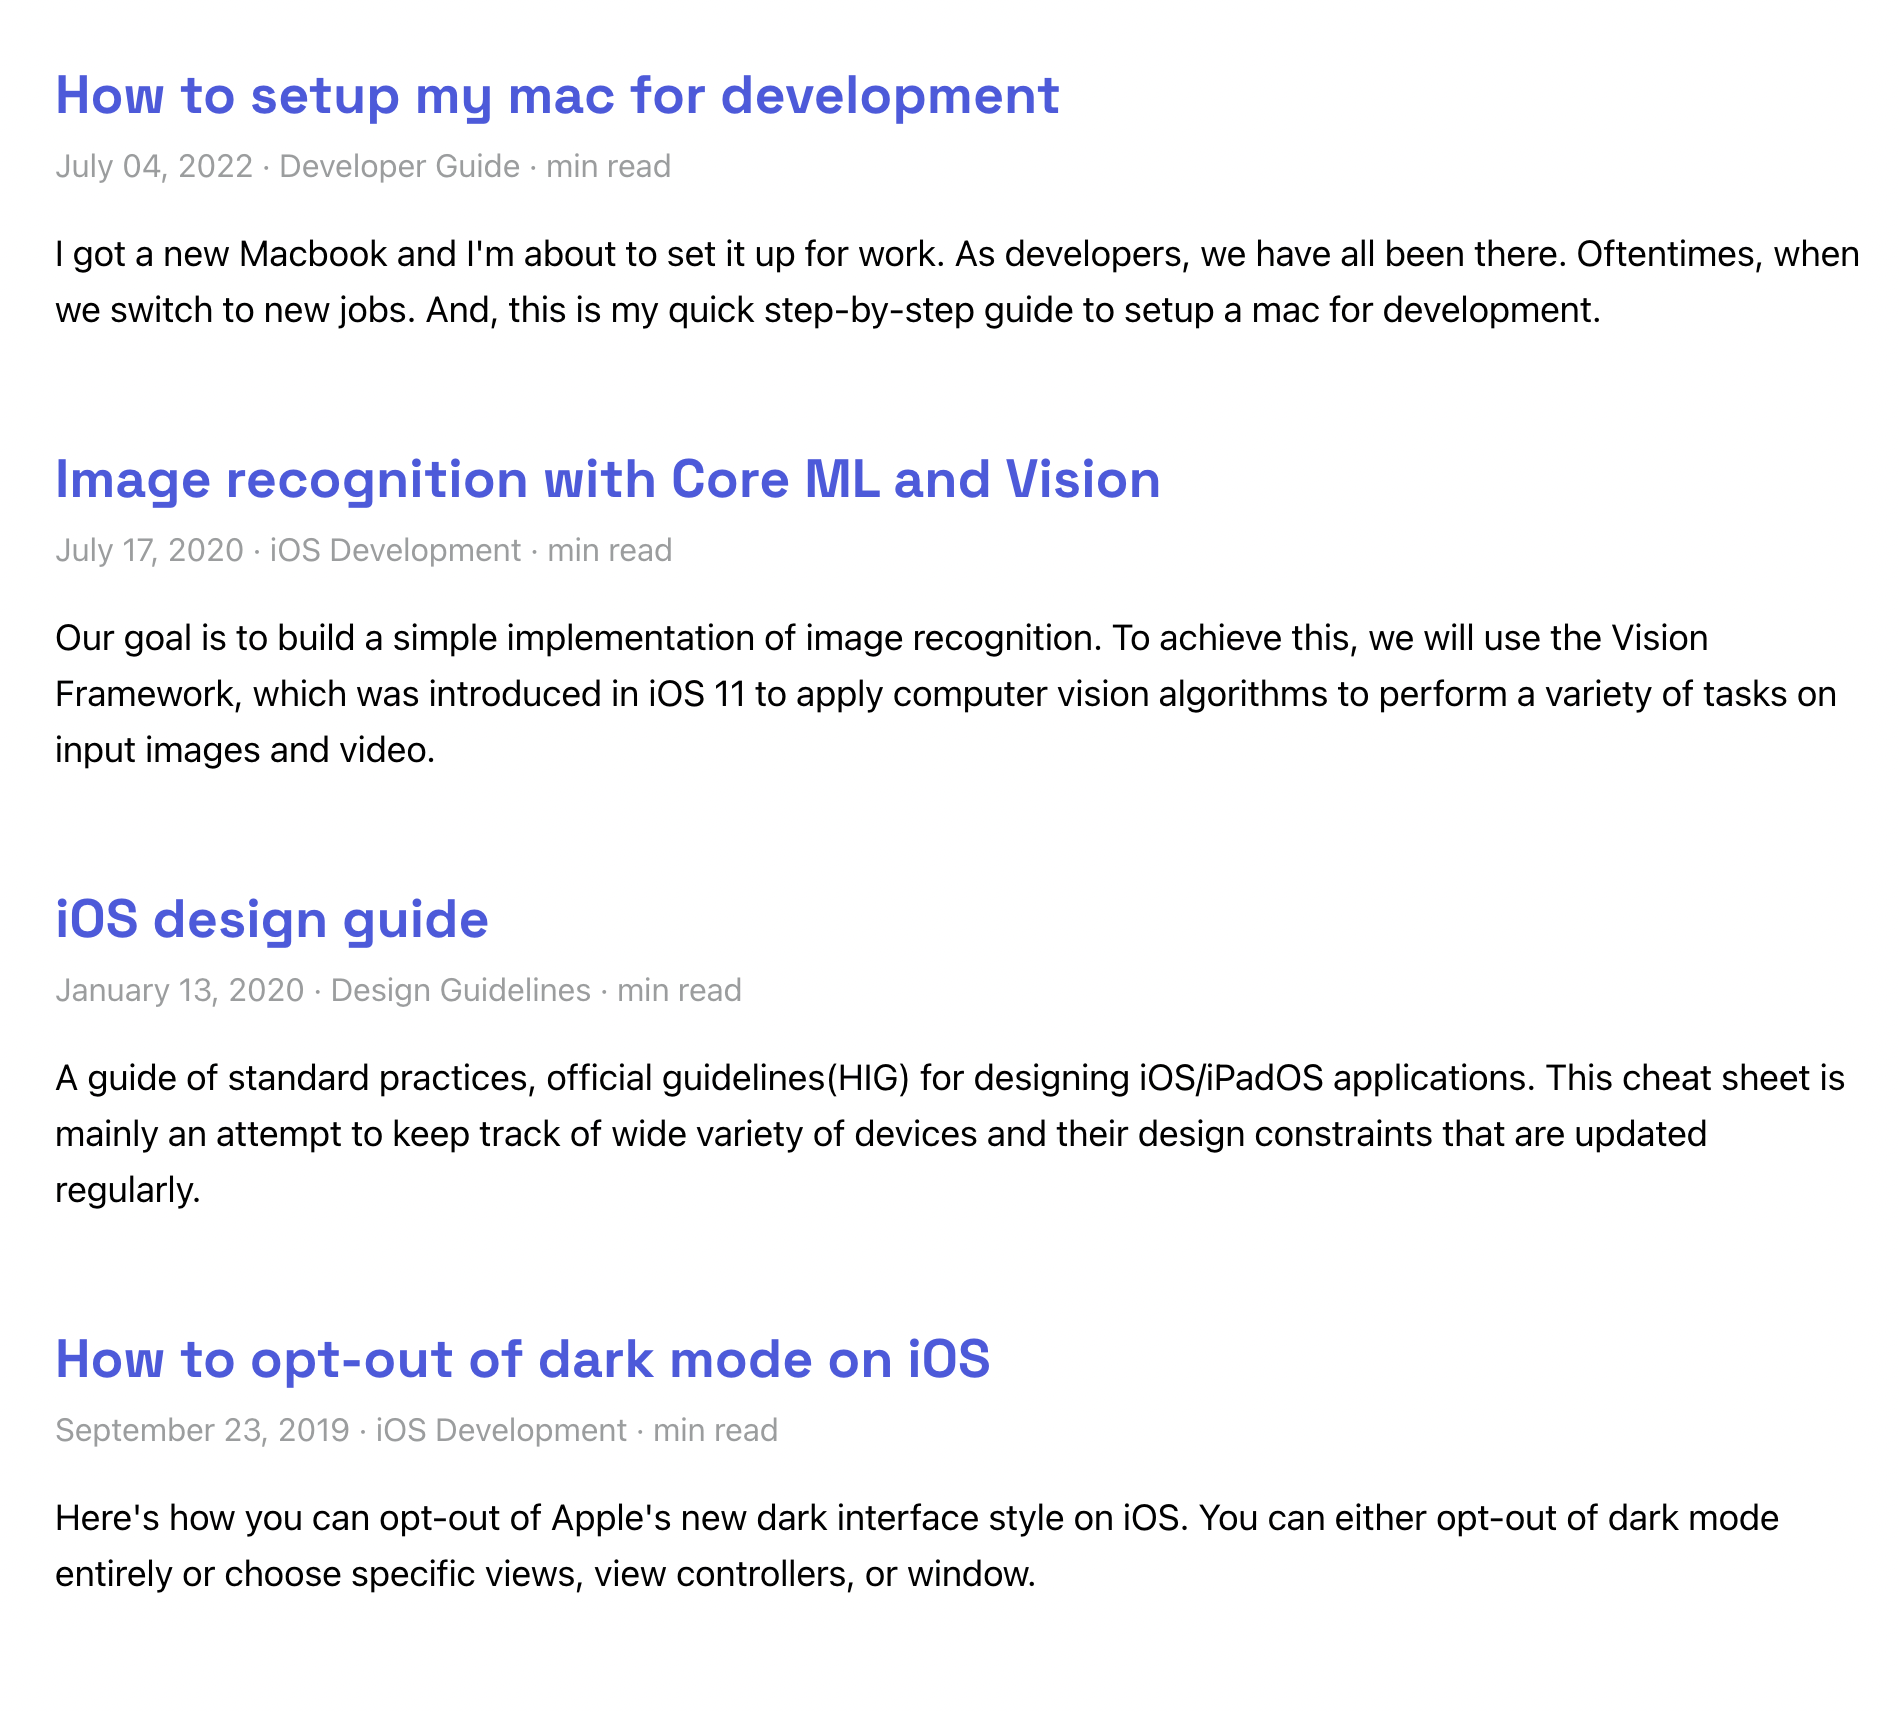 How to setup my mac for development
July 04, 2022 · Developer Guide · min read
I got a new Macbook and I'm about to set it up for work. As developers, we have all been there. Oftentimes, when
we switch to new jobs. And, this is my quick step-by-step guide to setup a mac for development.
Image recognition with Core ML and Vision
July 17, 2020 · iOS Development · min read
Our goal is to build a simple implementation of image recognition. To achieve this, we will use the Vision
Framework, which was introduced in iOS 11 to apply computer vision algorithms to perform a variety of tasks on
input images and video.
iOS design guide
January 13, 2020 · Design Guidelines · min read
A guide of standard practices, official guidelines(HIG) for designing iOS/iPadOS applications. This cheat sheet is
mainly an attempt to keep track of wide variety of devices and their design constraints that are updated
regularly.
How to opt-out of dark mode on iOS
September 23, 2019 · iOS Development · min read
Here's how you can opt-out of Apple's new dark interface style on iOS. You can either opt-out of dark mode
entirely or choose specific views, view controllers, or window.